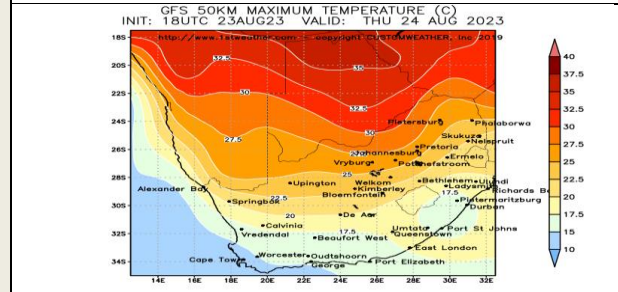 GFS 50KM MAXIMUM TEMPERATURE (C)
INIT: 18UTC 23AUG23 VALID: THU 24 AUG 2023
http://www.1stweather.com -- copyright CUSTOMWEATHER, Inc 2019
18S
20S
22S
24S
26S
28S
30S
32S
34S
32.5
35
30
32.5
30
27.5
25
22.5
20
17.5
17.5
Pietersburg
Phalaborwa
Skukuza
Nelspruit
Pretoria
Johannesburg
Ermelo
Vryburg
Potchefstroom
Welkom
Bethlehem
Ulundi
Upington
Kimberley
Ladysmith
Bloemfontein
Richards Ba
Alexander Ba
Springbok
Pietermaritzburg
Durban
De Aar
Calvinia
Umtata
Port St Johns
Vredendal
Beaufort West
Queenstown
East London
Cape Town
Worcester
Oudtshoorn
George
Port Elizabeth
14E 16E 18E 20E 22E 24E 26E 28E 30E 32E
40
37.5
35
32.5
30
27.5
25
22.5
20
17.5
15
10